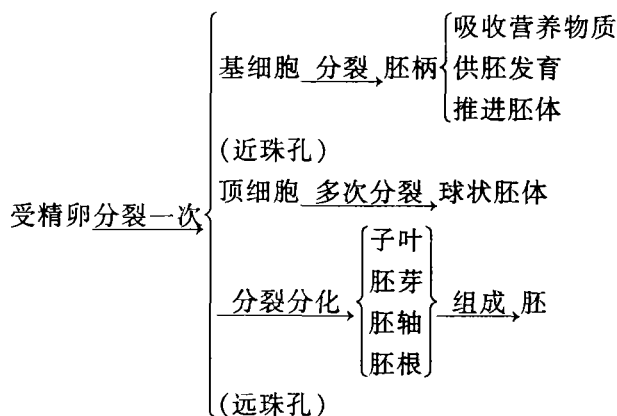 吸收营养物质
基细胞 分裂 胚柄 供胚发育
推进胚体
(近珠孔)
受精卵分裂一次 顶细胞 多次分裂 球状胚体
子叶
胚芽
分裂分化 组成 胚
胚轴
胚根
(远珠孔)